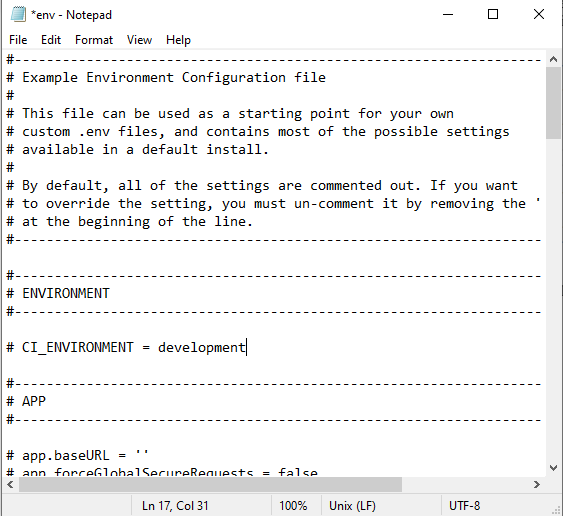 *env - Notepad
File Edit Format View Help
#----------------------------------------------------------------
# Example Environment Configuration file
#
# This file can be used as a starting point for your own
# custom .env files, and contains most of the possible settings
# available in a default install.
#
# By default, all of the settings are commented out. If you want
# to override the setting, you must un-comment it by removing the '
# at the beginning of the line.
#----------------------------------------------------------------
#----------------------------------------------------------------
# ENVIRONMENT
#----------------------------------------------------------------
# CI_ENVIRONMENT = development
#----------------------------------------------------------------
# APP
#----------------------------------------------------------------
# app.baseURL = ''
# app.forceGlobalSecureRequests = false
Ln 17, Col 31 100% Unix (LF) UTF-8